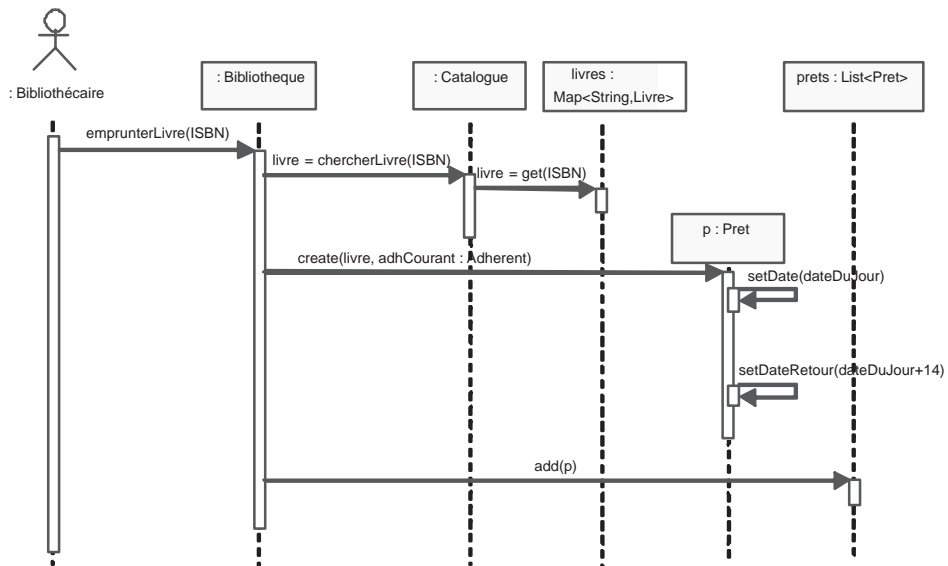 : Bibliothécaire
: Bibliotheque
: Catalogue
livres :
Map<String,Livre>
prets : List<Pret>
emprunterLivre(ISBN)
livre = chercherLivre(ISBN)
livre = get(ISBN)
p : Pret
create(livre, adhCourant : Adherent)
setDate(dateDuJour)
setDateRetour(dateDuJour+14)
add(p)